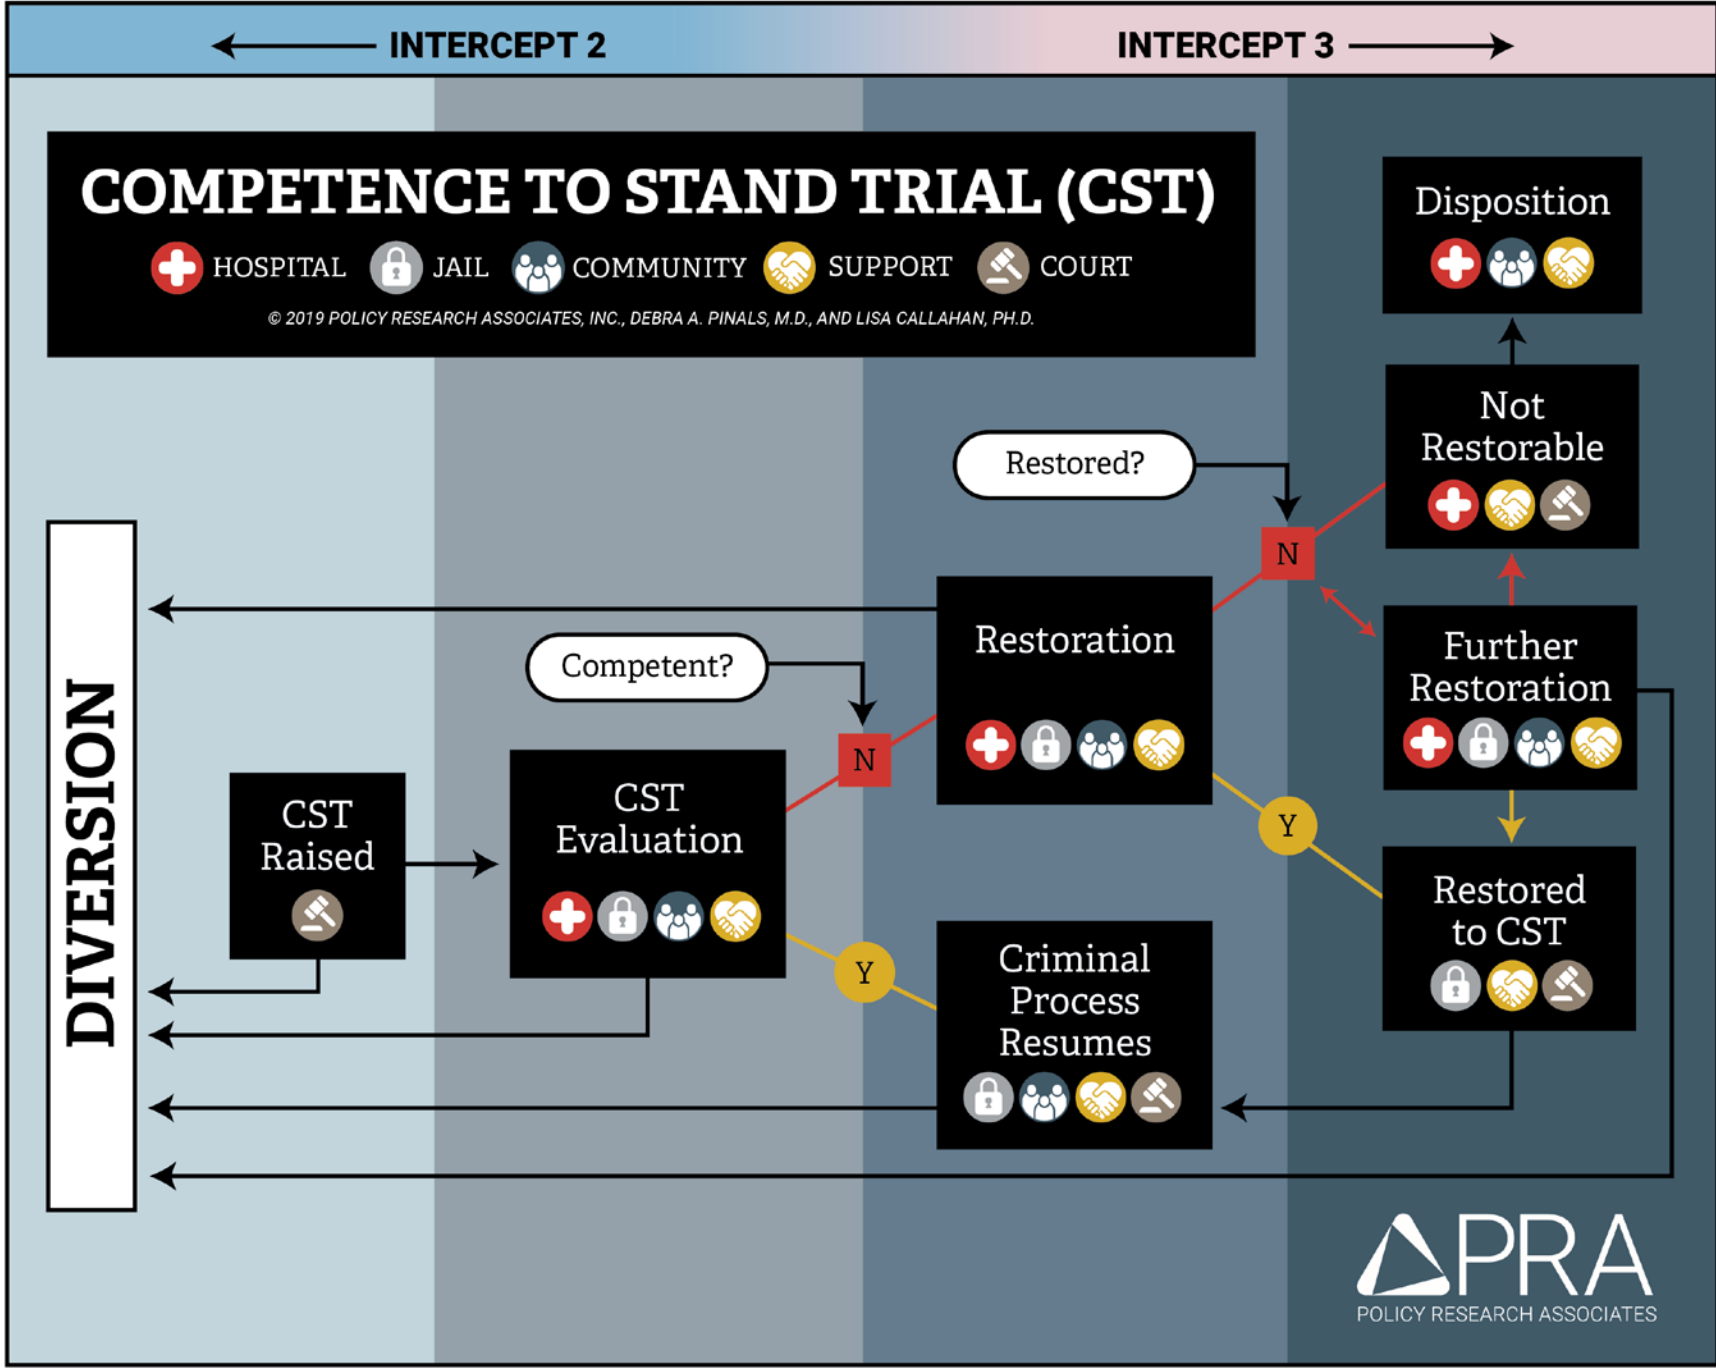 INTERCEPT 2
INTERCEPT 3
COMPETENCE TO STAND TRIAL (CST)
HOSPITAL JAIL COMMUNITY SUPPORT COURT
© 2019 POLICY RESEARCH ASSOCIATES, INC., DEBRA A. PINALS, M.D., AND LISA CALLAHAN, PH.D.
Disposition
Not
Restorable
Restored?
N
Restoration
Further
Restoration
Competent?
N
DIVERSION
CST
Raised
CST
Evaluation
Y
Y
Restored
to CST
Criminal
Process
Resumes
PRA
POLICY RESEARCH ASSOCIATES